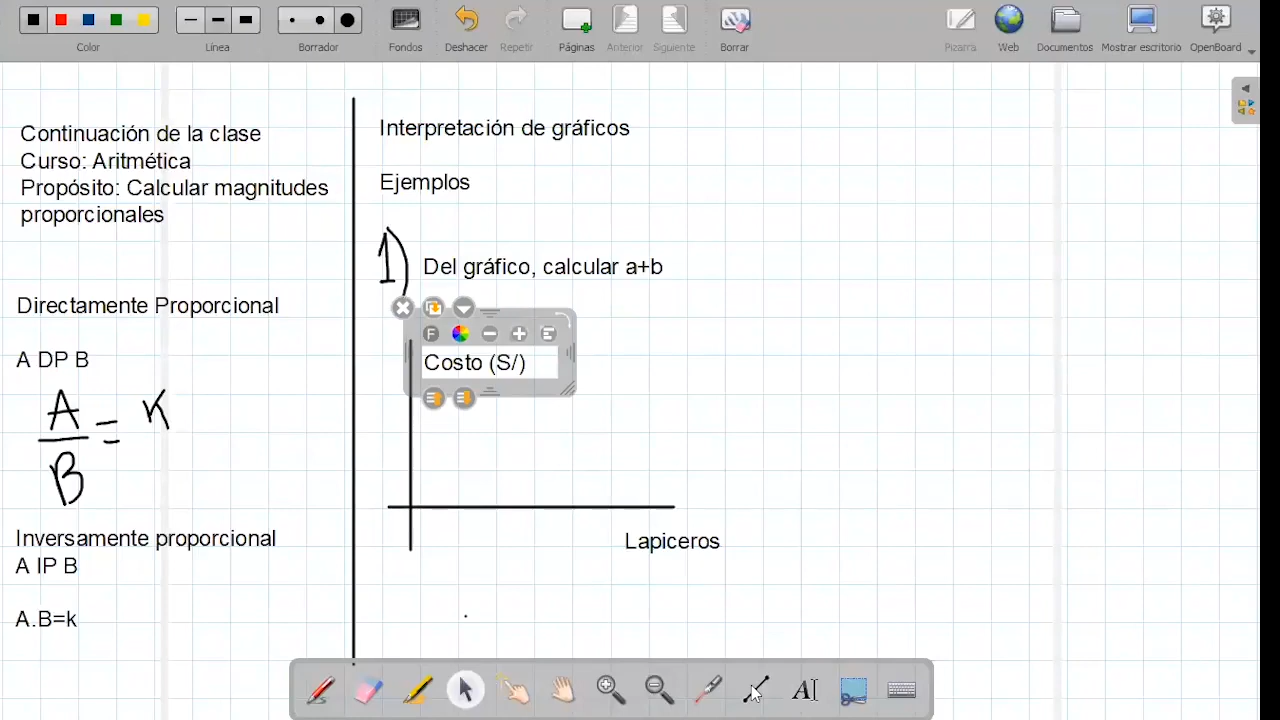 Color
Línea
Borrador
Fondos
Deshacer
Repetir
Páginas
Anterior
Siguiente
Borrar
Pizarra
Web
Documentos
Mostrar escritorio
OpenBoard
Continuación de la clase
Curso: Aritmética
Propósito: Calcular magnitudes
proporcionales
Directamente Proporcional
A DP B
A
B
= K
Inversamente proporcional
A IP B
A.B=k
Interpretación de gráficos
Ejemplos
1) Del gráfico, calcular a+b
F
Costo (S/)
Lapiceros
AI